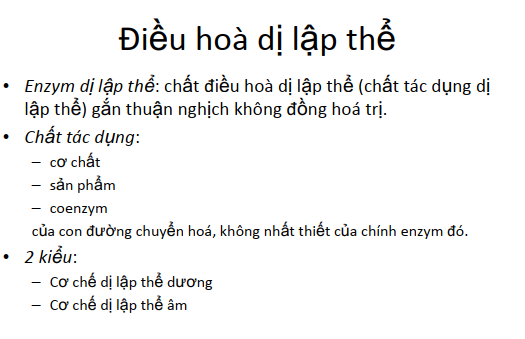 Điều hoà dị lập thể
• Enzym dị lập thể: chất điều hoà dị lập thể (chất tác dụng dị
lập thể) gắn thuận nghịch không đồng hoá trị.
• Chất tác dụng:
– cơ chất
– sản phẩm
– coenzym
của con đường chuyển hoá, không nhất thiết của chính enzym đó.
• 2 kiểu:
– Cơ chế dị lập thể dương
– Cơ chế dị lập thể âm